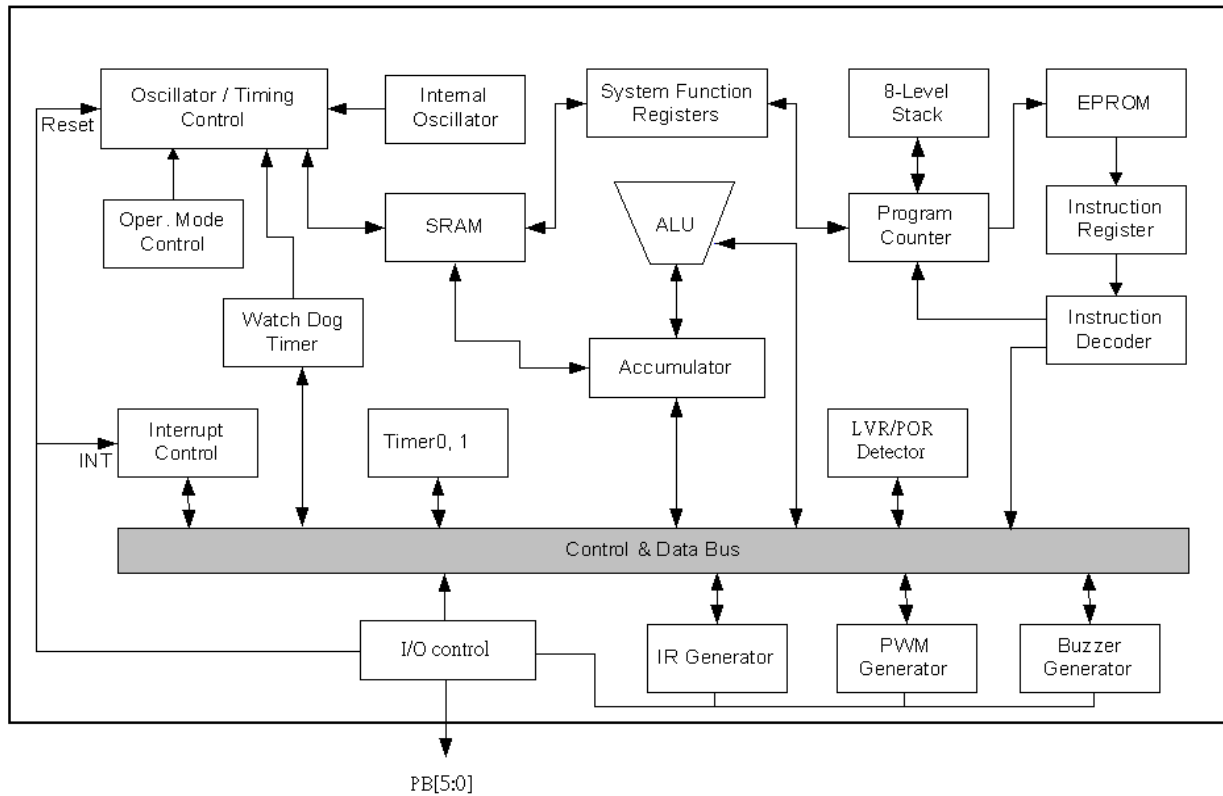 Oscillator / Timing
Control
Internal
Oscillator
System Function
Registers
8-Level
Stack
EPROM
Reset
Oper. Mode
Control
SRAM
ALU
Program
Counter
Instruction
Register
Watch Dog
Timer
Accumulator
Instruction
Decoder
INT
Interrupt
Control
Timer0, 1
LVR/POR
Detector
Control & Data Bus
I/O control
IR Generator
PWM
Generator
Buzzer
Generator
PB[5:0]